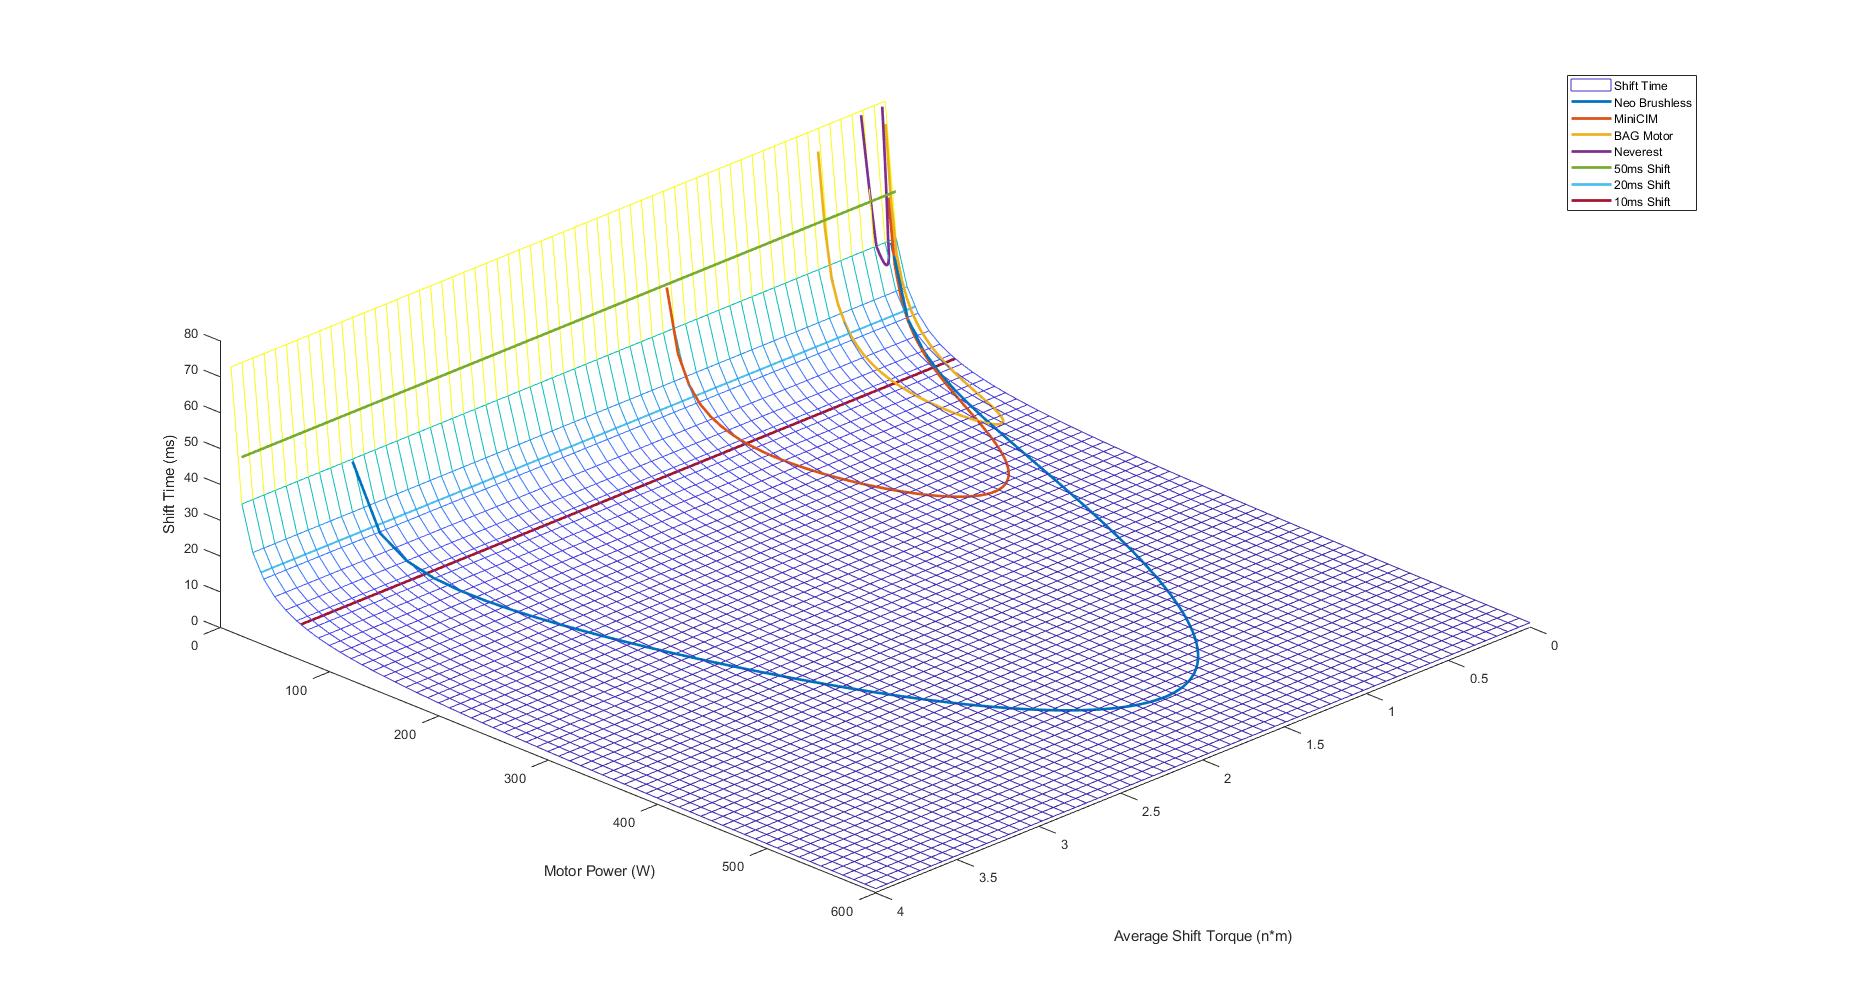 Shift Time
Neo Brushless
MiniCIM
BAG Motor
Neverest
50ms Shift
20ms Shift
10ms Shift
80
70
60
50
40
30
20
10
0
Shift Time (ms)
0
100
200
300
400
500
600
Motor Power (W)
0
0.5
1
1.5
2
2.5
3
3.5
4
Average Shift Torque (n*m)